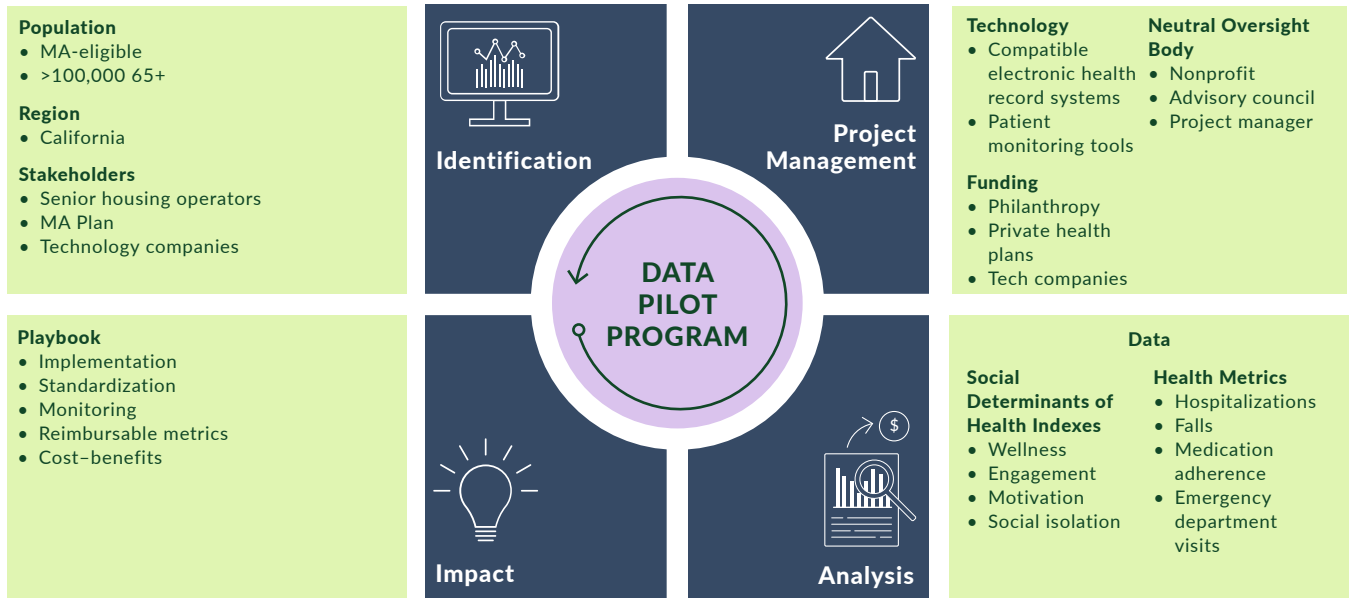 Population
• MA-eligible
• >100,000 65+
Region
• California
Stakeholders
• Senior housing operators
• MA Plan
• Technology companies
Identification
Project
Management
Technology
• Compatible
electronic health
record systems
• Patient
monitoring tools
Funding
• Philanthropy
• Private health
plans
• Tech companies
Neutral Oversight
Body
• Nonprofit
• Advisory council
• Project manager
DATA
PILOT
PROGRAM
Playbook
• Implementation
• Standardization
• Monitoring
• Reimbursable metrics
• Cost–benefits
Impact
$
Analysis
Data
Social
Determinants of
Health Indexes
• Wellness
• Engagement
• Motivation
• Social isolation
Health Metrics
• Hospitalizations
• Falls
• Medication
adherence
• Emergency
department
visits